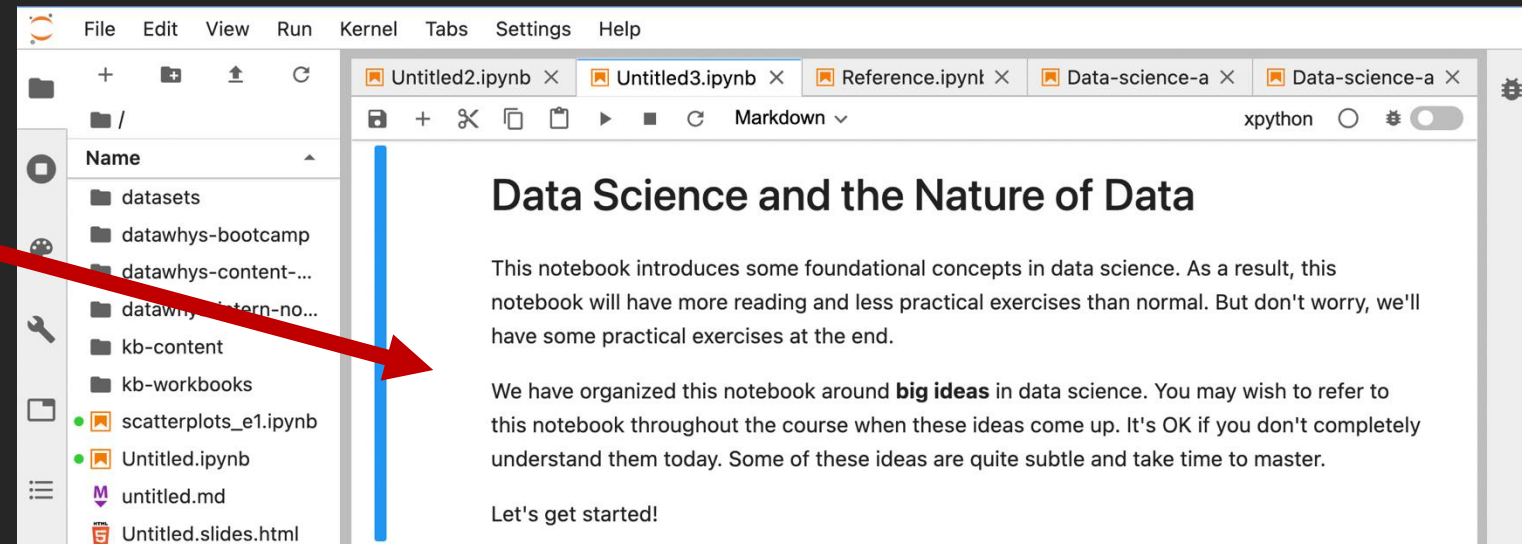 File Edit View Run Kernel Tabs Settings Help
Untitled2.ipynb Untitled3.ipynb Reference.ipynb Data-science-a Data-science-a
/
Markdown xpython
Name
datasets
datawhys-bootcamp
datawhys-content-...
kb-content
kb-workbooks
scatterplots_e1.ipynb
Untitled.ipynb
untitled.md
Untitled.slides.html
Data Science and the Nature of Data
This notebook introduces some foundational concepts in data science. As a result, this
notebook will have more reading and less practical exercises than normal. But don't worry, we'll
have some practical exercises at the end.
We have organized this notebook around big ideas in data science. You may wish to refer to
this notebook throughout the course when these ideas come up. It's OK if you don't completely
understand them today. Some of these ideas are quite subtle and take time to master.
Let's get started!